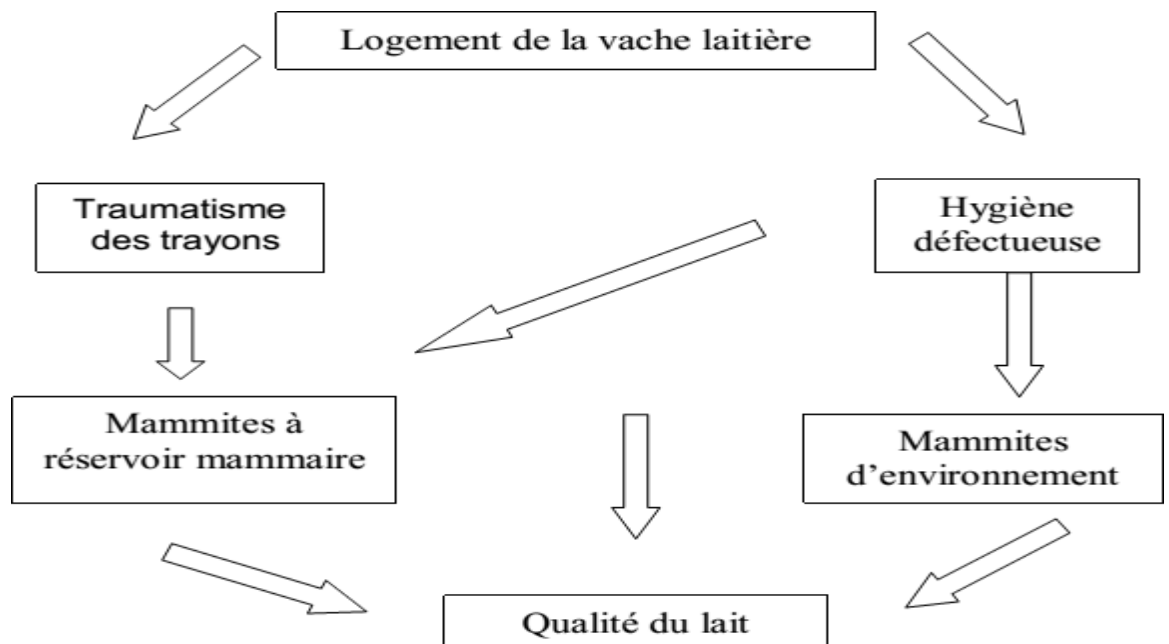 Logement de la vache laitière
Traumatisme
des trayons
Hygiène
défectueuse
Mammites à
réservoir mammaire
Mammites
d’environnement
Qualité du lait